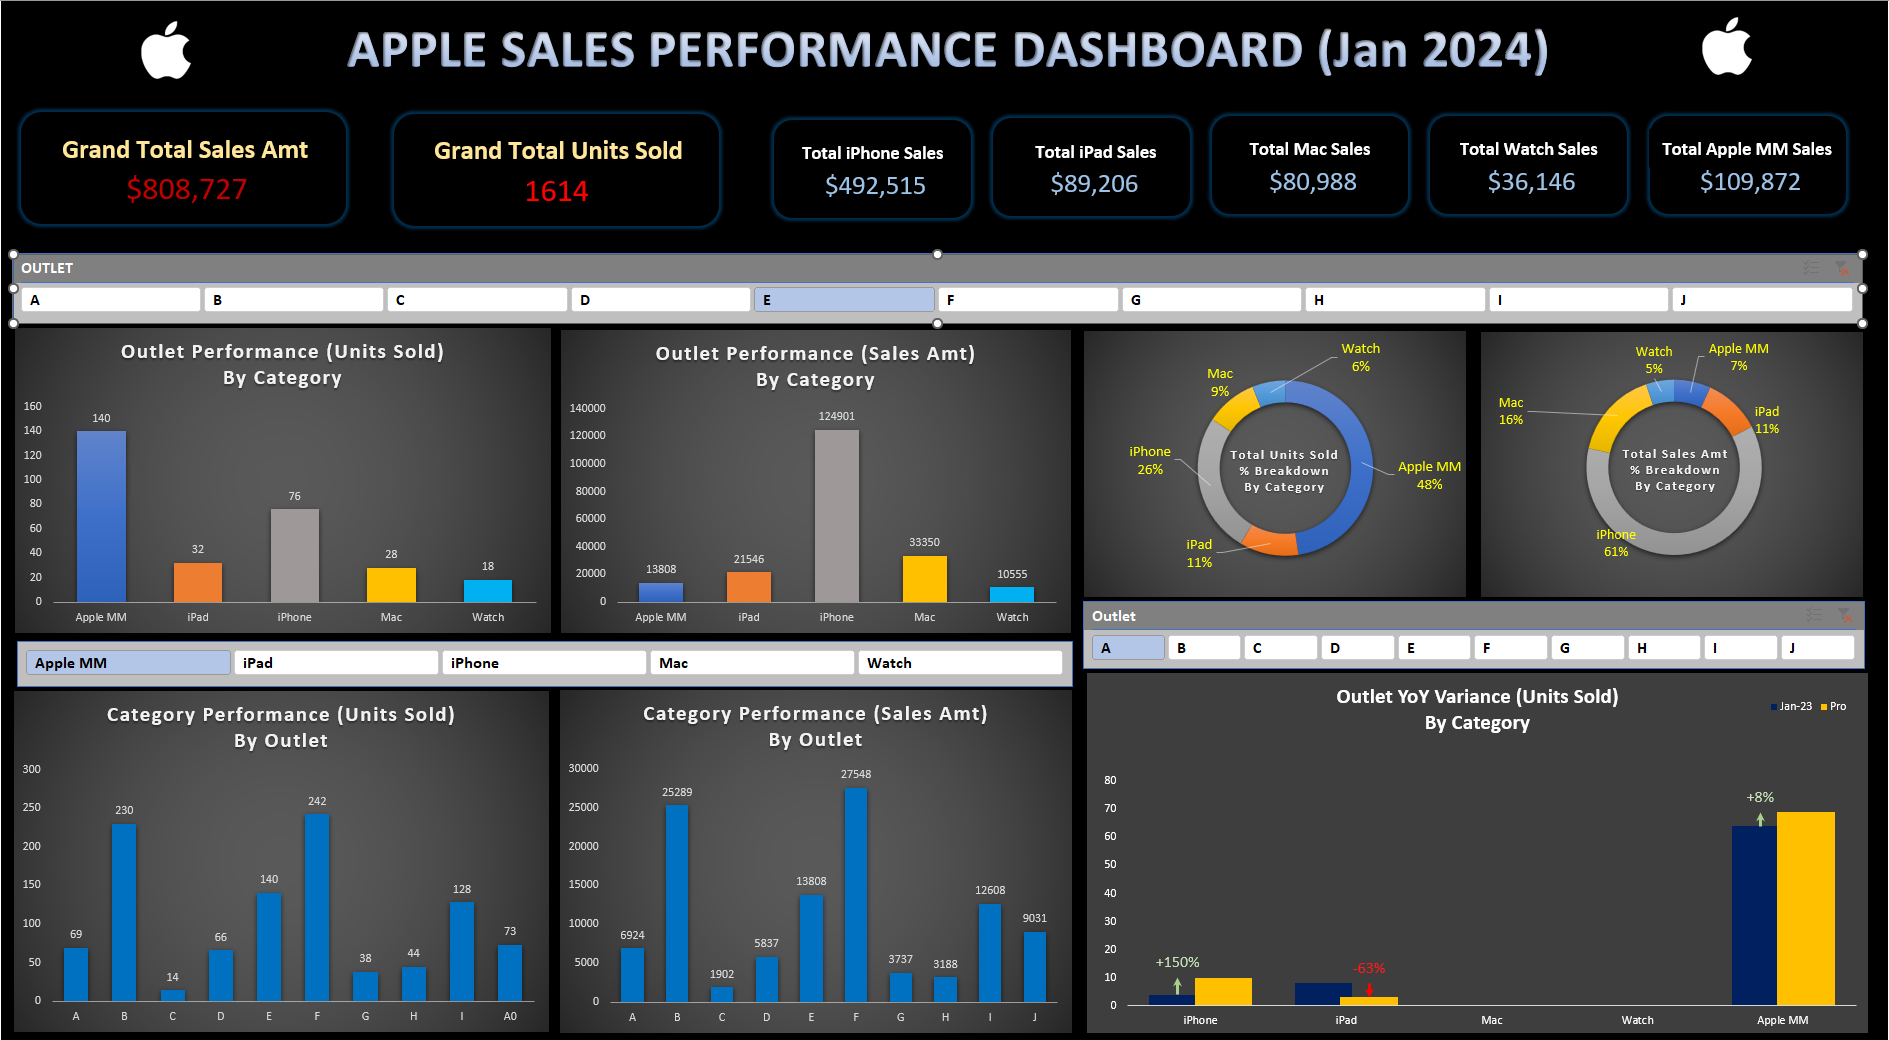 APPLE SALES PERFORMANCE DASHBOARD (Jan 2024)
Grand Total Sales Amt
$808,727
Grand Total Units Sold
1614
Total iPhone Sales
$492,515
Total iPad Sales
$89,206
Total Mac Sales
$80,988
Total Watch Sales
$36,146
Total Apple MM Sales
$109,872
OUTLET
A B C D E F G H I J
Outlet Performance (Units Sold)
By Category
160
140
120
100
80
60
40
20
0
140
32
76
28
18
Apple MM iPad iPhone Mac Watch
Outlet Performance (Sales Amt)
By Category
140000
120000
100000
80000
60000
40000
20000
0
13808
21546
124901
33350
10555
Apple MM iPad iPhone Mac Watch
Watch
6%
Mac
9%
iPhone
26%
iPad
11%
Apple MM
48%
Total Units Sold
% Breakdown
By Category
Watch
5%
Apple MM
7%
Mac
16%
iPad
11%
iPhone
61%
Total Sales Amt
% Breakdown
By Category
Apple MM iPad iPhone Mac Watch
Outlet
A B C D E F G H I J
Category Performance (Units Sold)
By Outlet
300
250
200
150
100
50
0
69
230
14
66
140
242
38
44
128
73
A B C D E F G H I A0
Category Performance (Sales Amt)
By Outlet
30000
25000
20000
15000
10000
5000
0
6924
25289
1902
5837
13808
27548
3737
3188
12608
9031
A B C D E F G H I J
Outlet YoY Variance (Units Sold)
By Category
Jan-23 Pro
80
70
60
50
40
30
20
10
0
+150%
-63%
+8%
iPhone iPad Mac Watch Apple MM